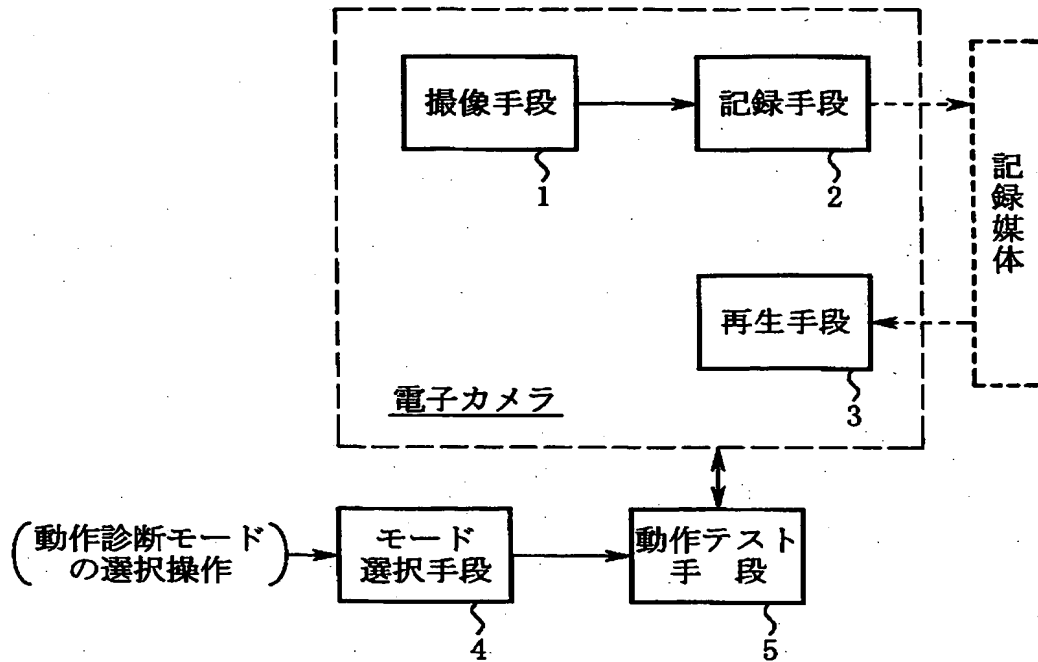 撮像手段
1
記録手段
2
記録媒体
再生手段
3
電子カメラ
(動作診断モード
の選択操作)
モード
選択手段
4
動作テスト
手 段
5